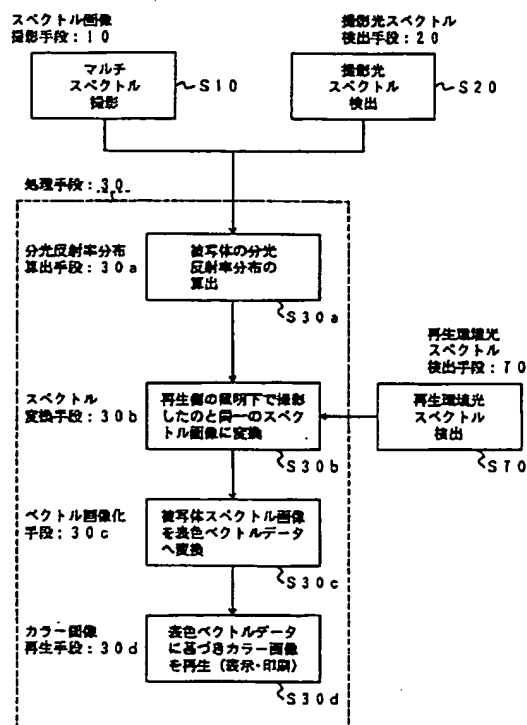 スペクトル画像
撮影手段：10
マルチ
スペクトル
撮影
S10
撮影光スペクトル
検出手段：20
撮影光
スペクトル
検出
S20
処理手段：30
分光反射率分布
算出手段：30a
被写体の分光
反射率分布の
算出
S30a
再生環境光
スペクトル
検出手段：70
再生環境光
スペクトル
検出
S70
スペクトル
変換手段：30b
再生側の照明下で撮影
したのと同一のスペク
トル画像に変換
S30b
ベクトル画像化
手段：30c
被写体スペクトル画像
を表色ベクトルデータ
へ変換
S30c
カラー画像
再生手段：30d
表色ベクトルデータ
に基づきカラー画像
を再生（表示・印刷）
S30d